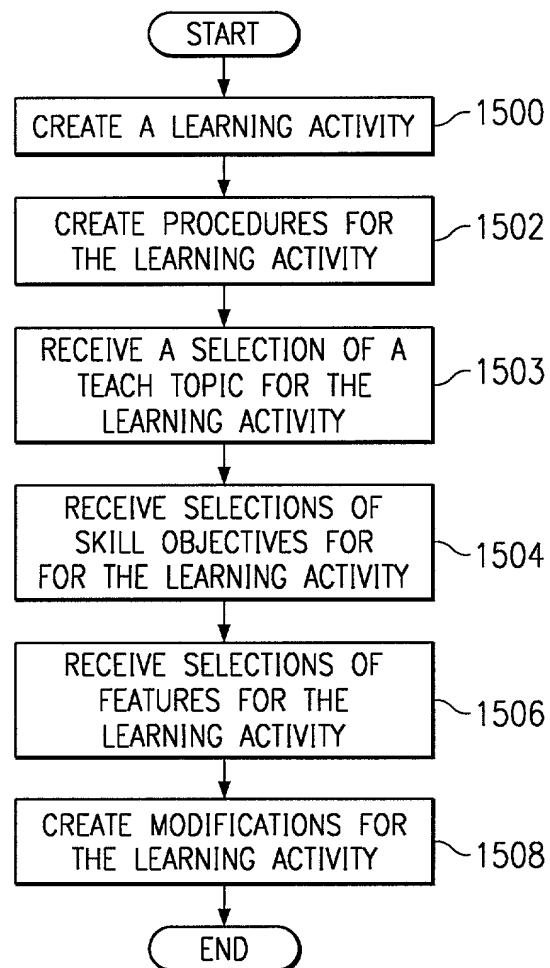 START
CREATE A LEARNING ACTIVITY
1500
CREATE PROCEDURES FOR
THE LEARNING ACTIVITY
1502
RECEIVE A SELECTION OF A
TEACH TOPIC FOR THE
LEARNING ACTIVITY
1503
RECEIVE SELECTIONS OF
SKILL OBJECTIVES FOR
FOR THE LEARNING ACTIVITY
1504
RECEIVE SELECTIONS OF
FEATURES FOR THE
LEARNING ACTIVITY
1506
CREATE MODIFICATIONS FOR
THE LEARNING ACTIVITY
1508
END